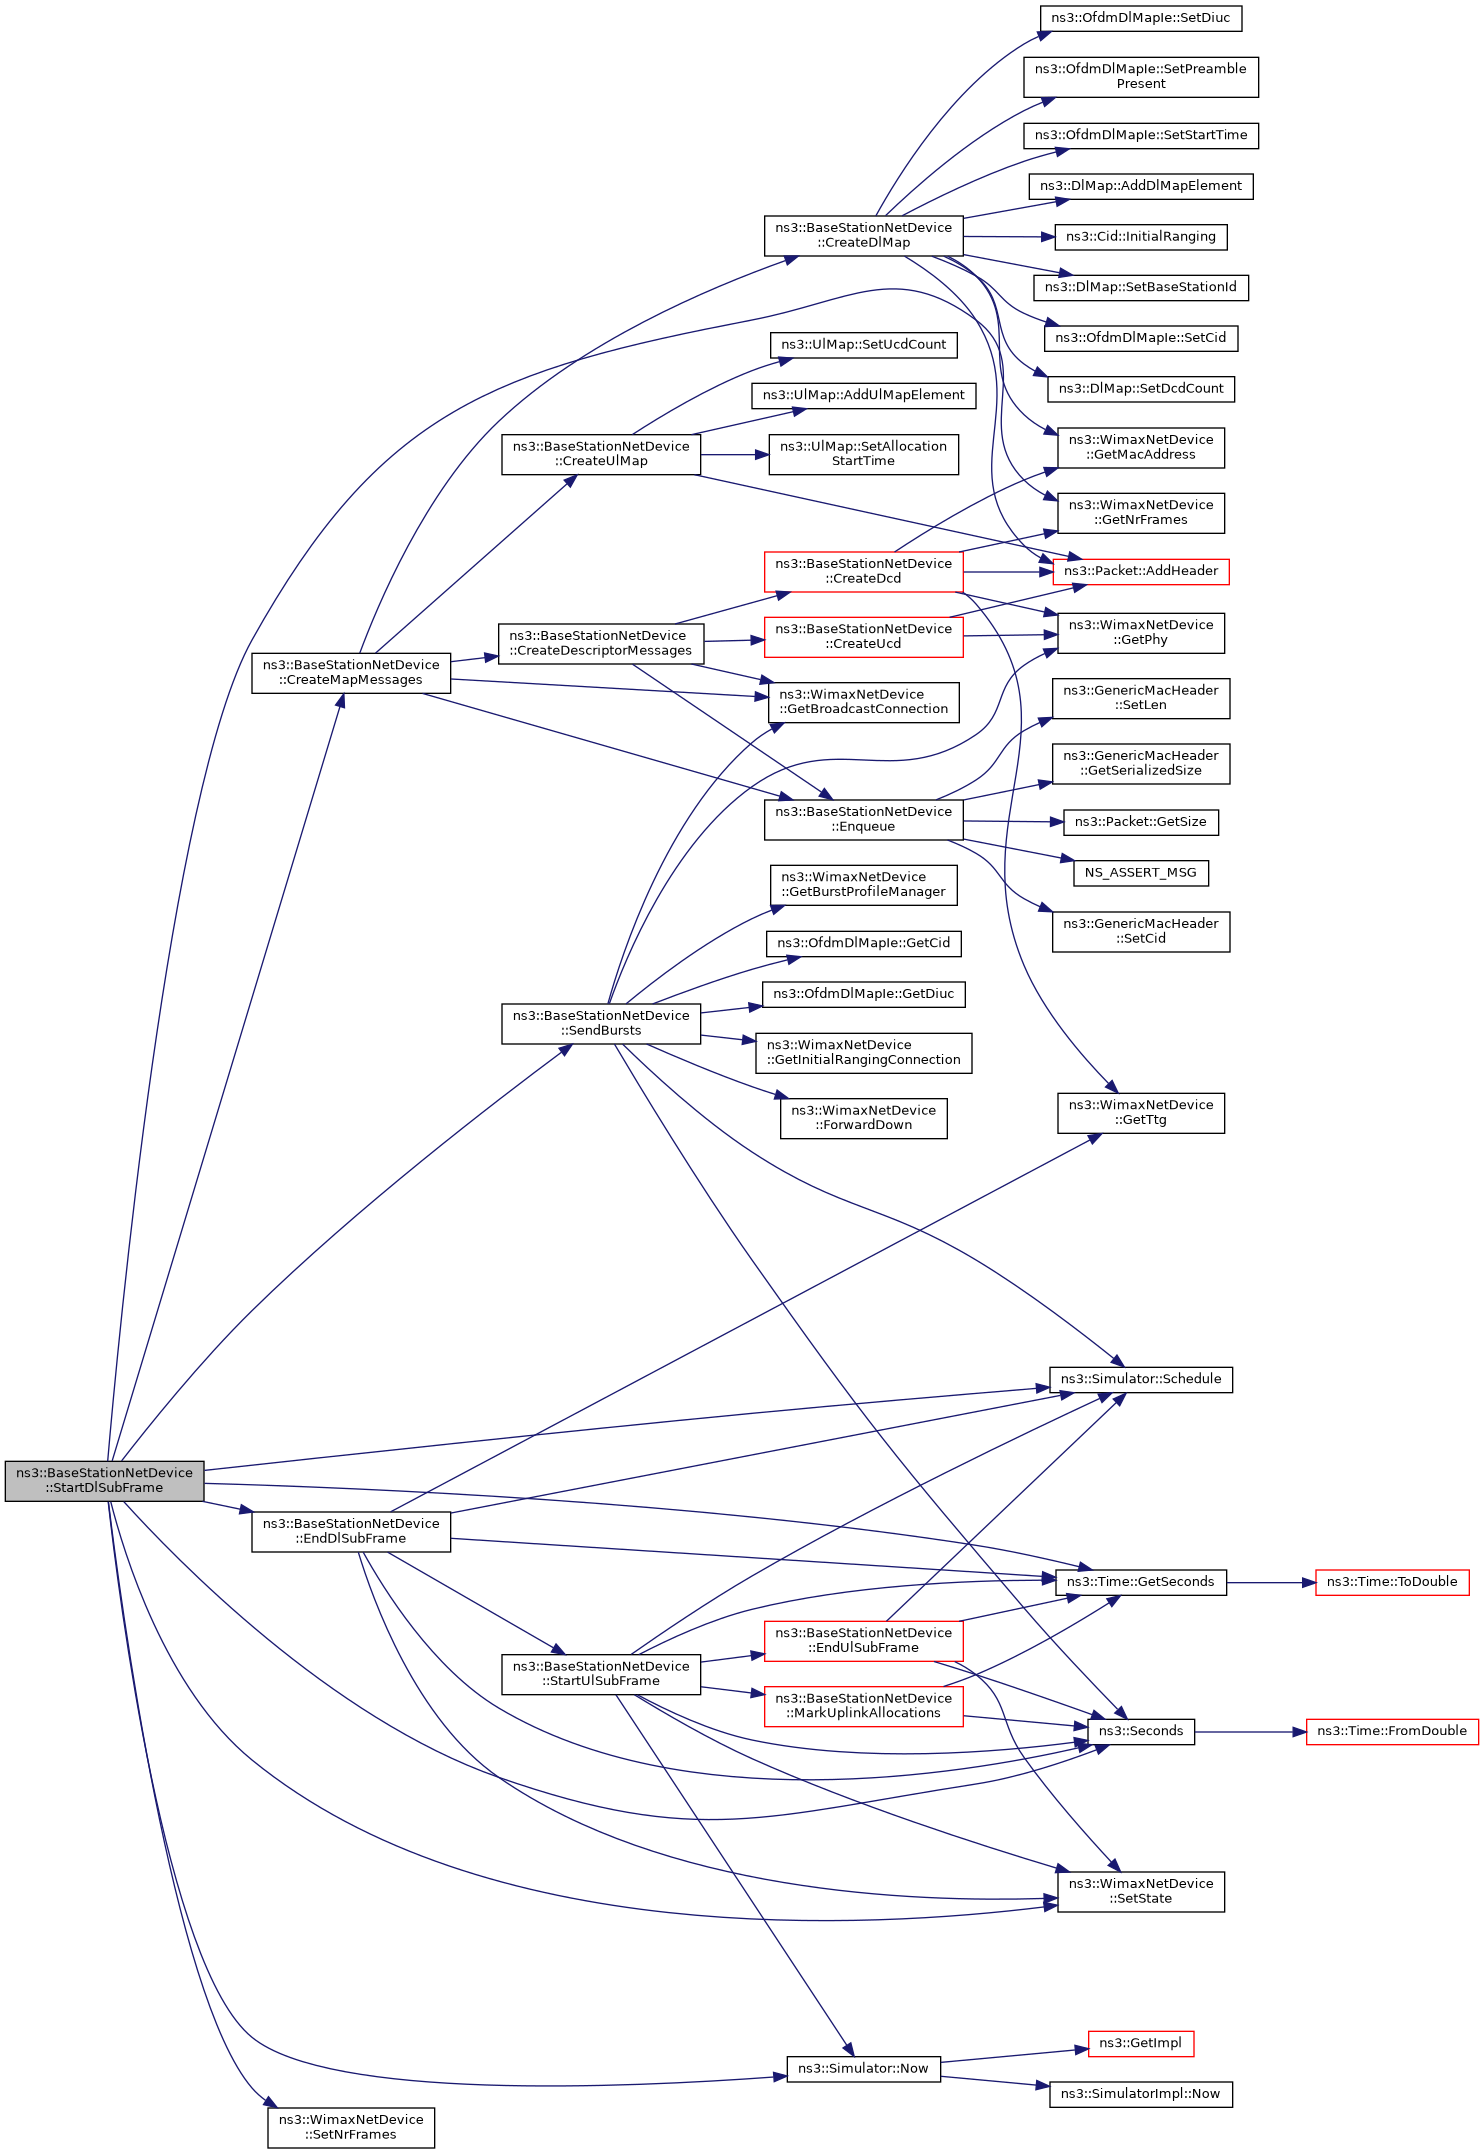 ns3::OfdmDlMapIe::SetDiuc
ns3::OfdmDlMapIe::SetPreamble
Present
ns3::OfdmDlMapIe::SetStartTime
ns3::DlMap::AddDlMapElement
ns3::BaseStationNetDevice
::CreateDlMap
ns3::Cid::InitialRanging
ns3::DlMap::SetBaseStationId
ns3::OfdmDlMapIe::SetCid
ns3::UlMap::SetUcdCount
ns3::DlMap::SetDcdCount
ns3::UlMap::AddUlMapElement
ns3::WimaxNetDevice
::GetMacAddress
ns3::BaseStationNetDevice
::CreateUlMap
ns3::UlMap::SetAllocation
StartTime
ns3::WimaxNetDevice
::GetNrFrames
ns3::BaseStationNetDevice
::CreateDcd
ns3::Packet::AddHeader
ns3::BaseStationNetDevice
::CreateUcd
ns3::WimaxNetDevice
::GetPhy
ns3::BaseStationNetDevice
::CreateDescriptorMessages
ns3::BaseStationNetDevice
::CreateMapMessages
ns3::WimaxNetDevice
::GetBroadcastConnection
ns3::GenericMacHeader
::SetLen
ns3::GenericMacHeader
::GetSerializedSize
ns3::BaseStationNetDevice
::Enqueue
ns3::Packet::GetSize
NS_ASSERT_MSG
ns3::WimaxNetDevice
::GetBurstProfileManager
ns3::GenericMacHeader
::SetCid
ns3::OfdmDlMapIe::GetCid
ns3::OfdmDlMapIe::GetDiuc
ns3::BaseStationNetDevice
::SendBursts
ns3::WimaxNetDevice
::GetInitialRangingConnection
ns3::WimaxNetDevice
::ForwardDown
ns3::WimaxNetDevice
::GetTtg
ns3::Simulator::Schedule
ns3::BaseStationNetDevice
::StartDlSubFrame
ns3::BaseStationNetDevice
::EndDlSubFrame
ns3::Time::GetSeconds
ns3::Time::ToDouble
ns3::BaseStationNetDevice
::EndUlSubFrame
ns3::BaseStationNetDevice
::StartUlSubFrame
ns3::BaseStationNetDevice
::MarkUplinkAllocations
ns3::Seconds
ns3::Time::FromDouble
ns3::WimaxNetDevice
::SetState
ns3::GetImpl
ns3::Simulator::Now
ns3::SimulatorImpl::Now
ns3::WimaxNetDevice
::SetNrFrames